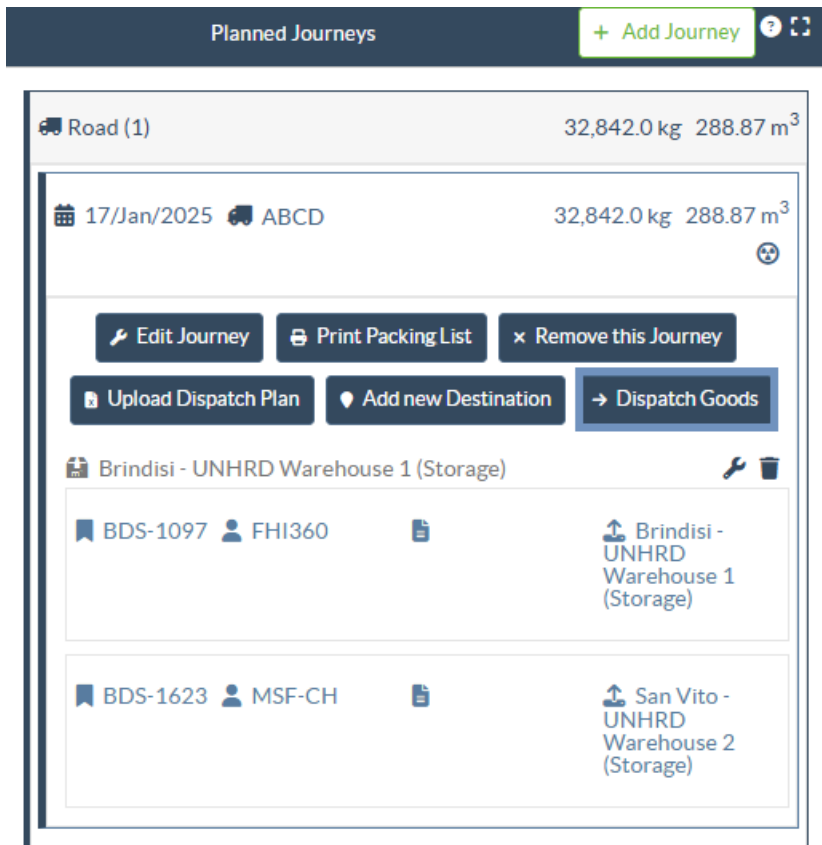 Planned Journeys + Add Journey ?
Road (1) 32,842.0 kg 288.87 m³
17/Jan/2025 ABCD 32,842.0 kg 288.87 m³
Edit Journey Print Packing List × Remove this Journey
Upload Dispatch Plan Add new Destination → Dispatch Goods
Brindisi - UNHRD Warehouse 1 (Storage)
BDS-1097 FHI360 Brindisi -
UNHRD
Warehouse 1
(Storage)
BDS-1623 MSF-CH San Vito -
UNHRD
Warehouse 2
(Storage)